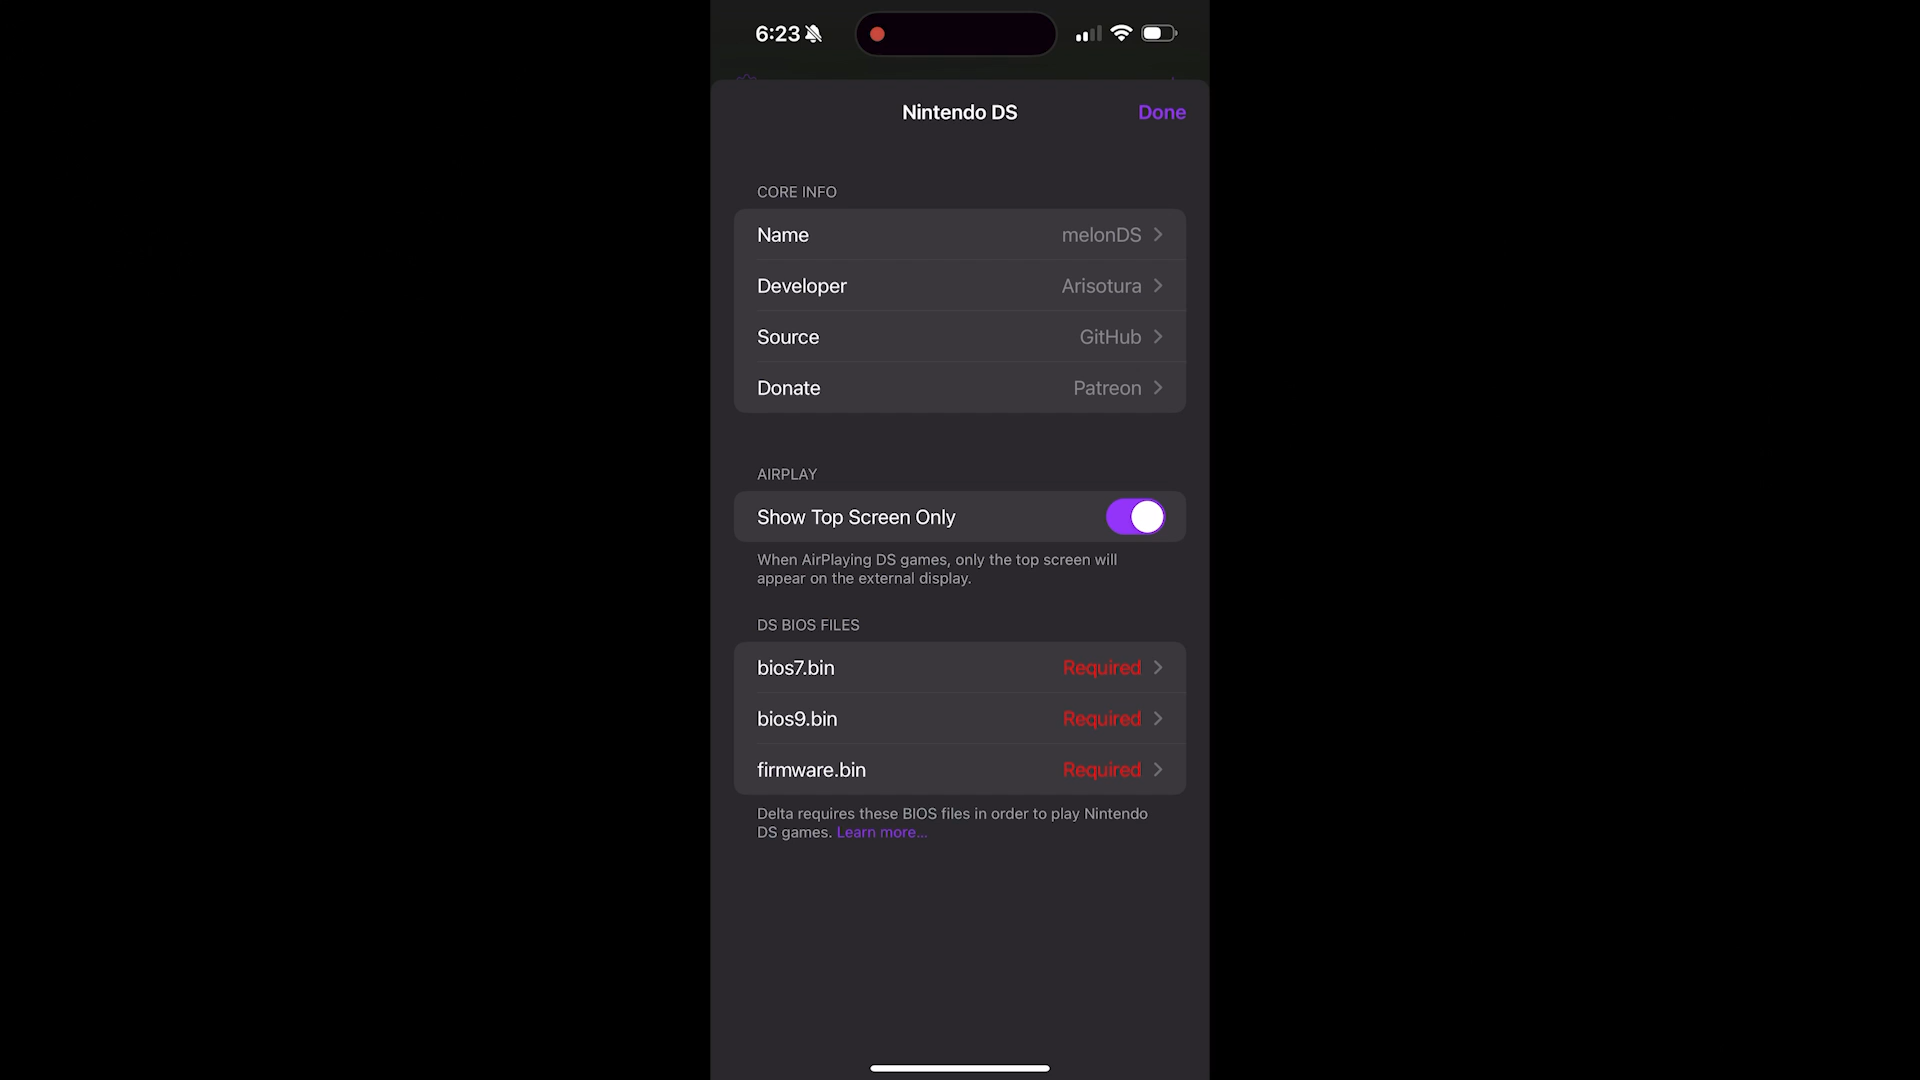 6:23
Nintendo DS
Done
CORE INFO
Name melonDS
Developer Arisotura
Source GitHub
Donate Patreon
AIRPLAY
Show Top Screen Only
When AirPlaying DS games, only the top screen will
appear on the external display.
DS BIOS FILES
bios7.bin Required
bios9.bin Required
firmware.bin Required
Delta requires these BIOS files in order to play Nintendo
DS games. Learn more...